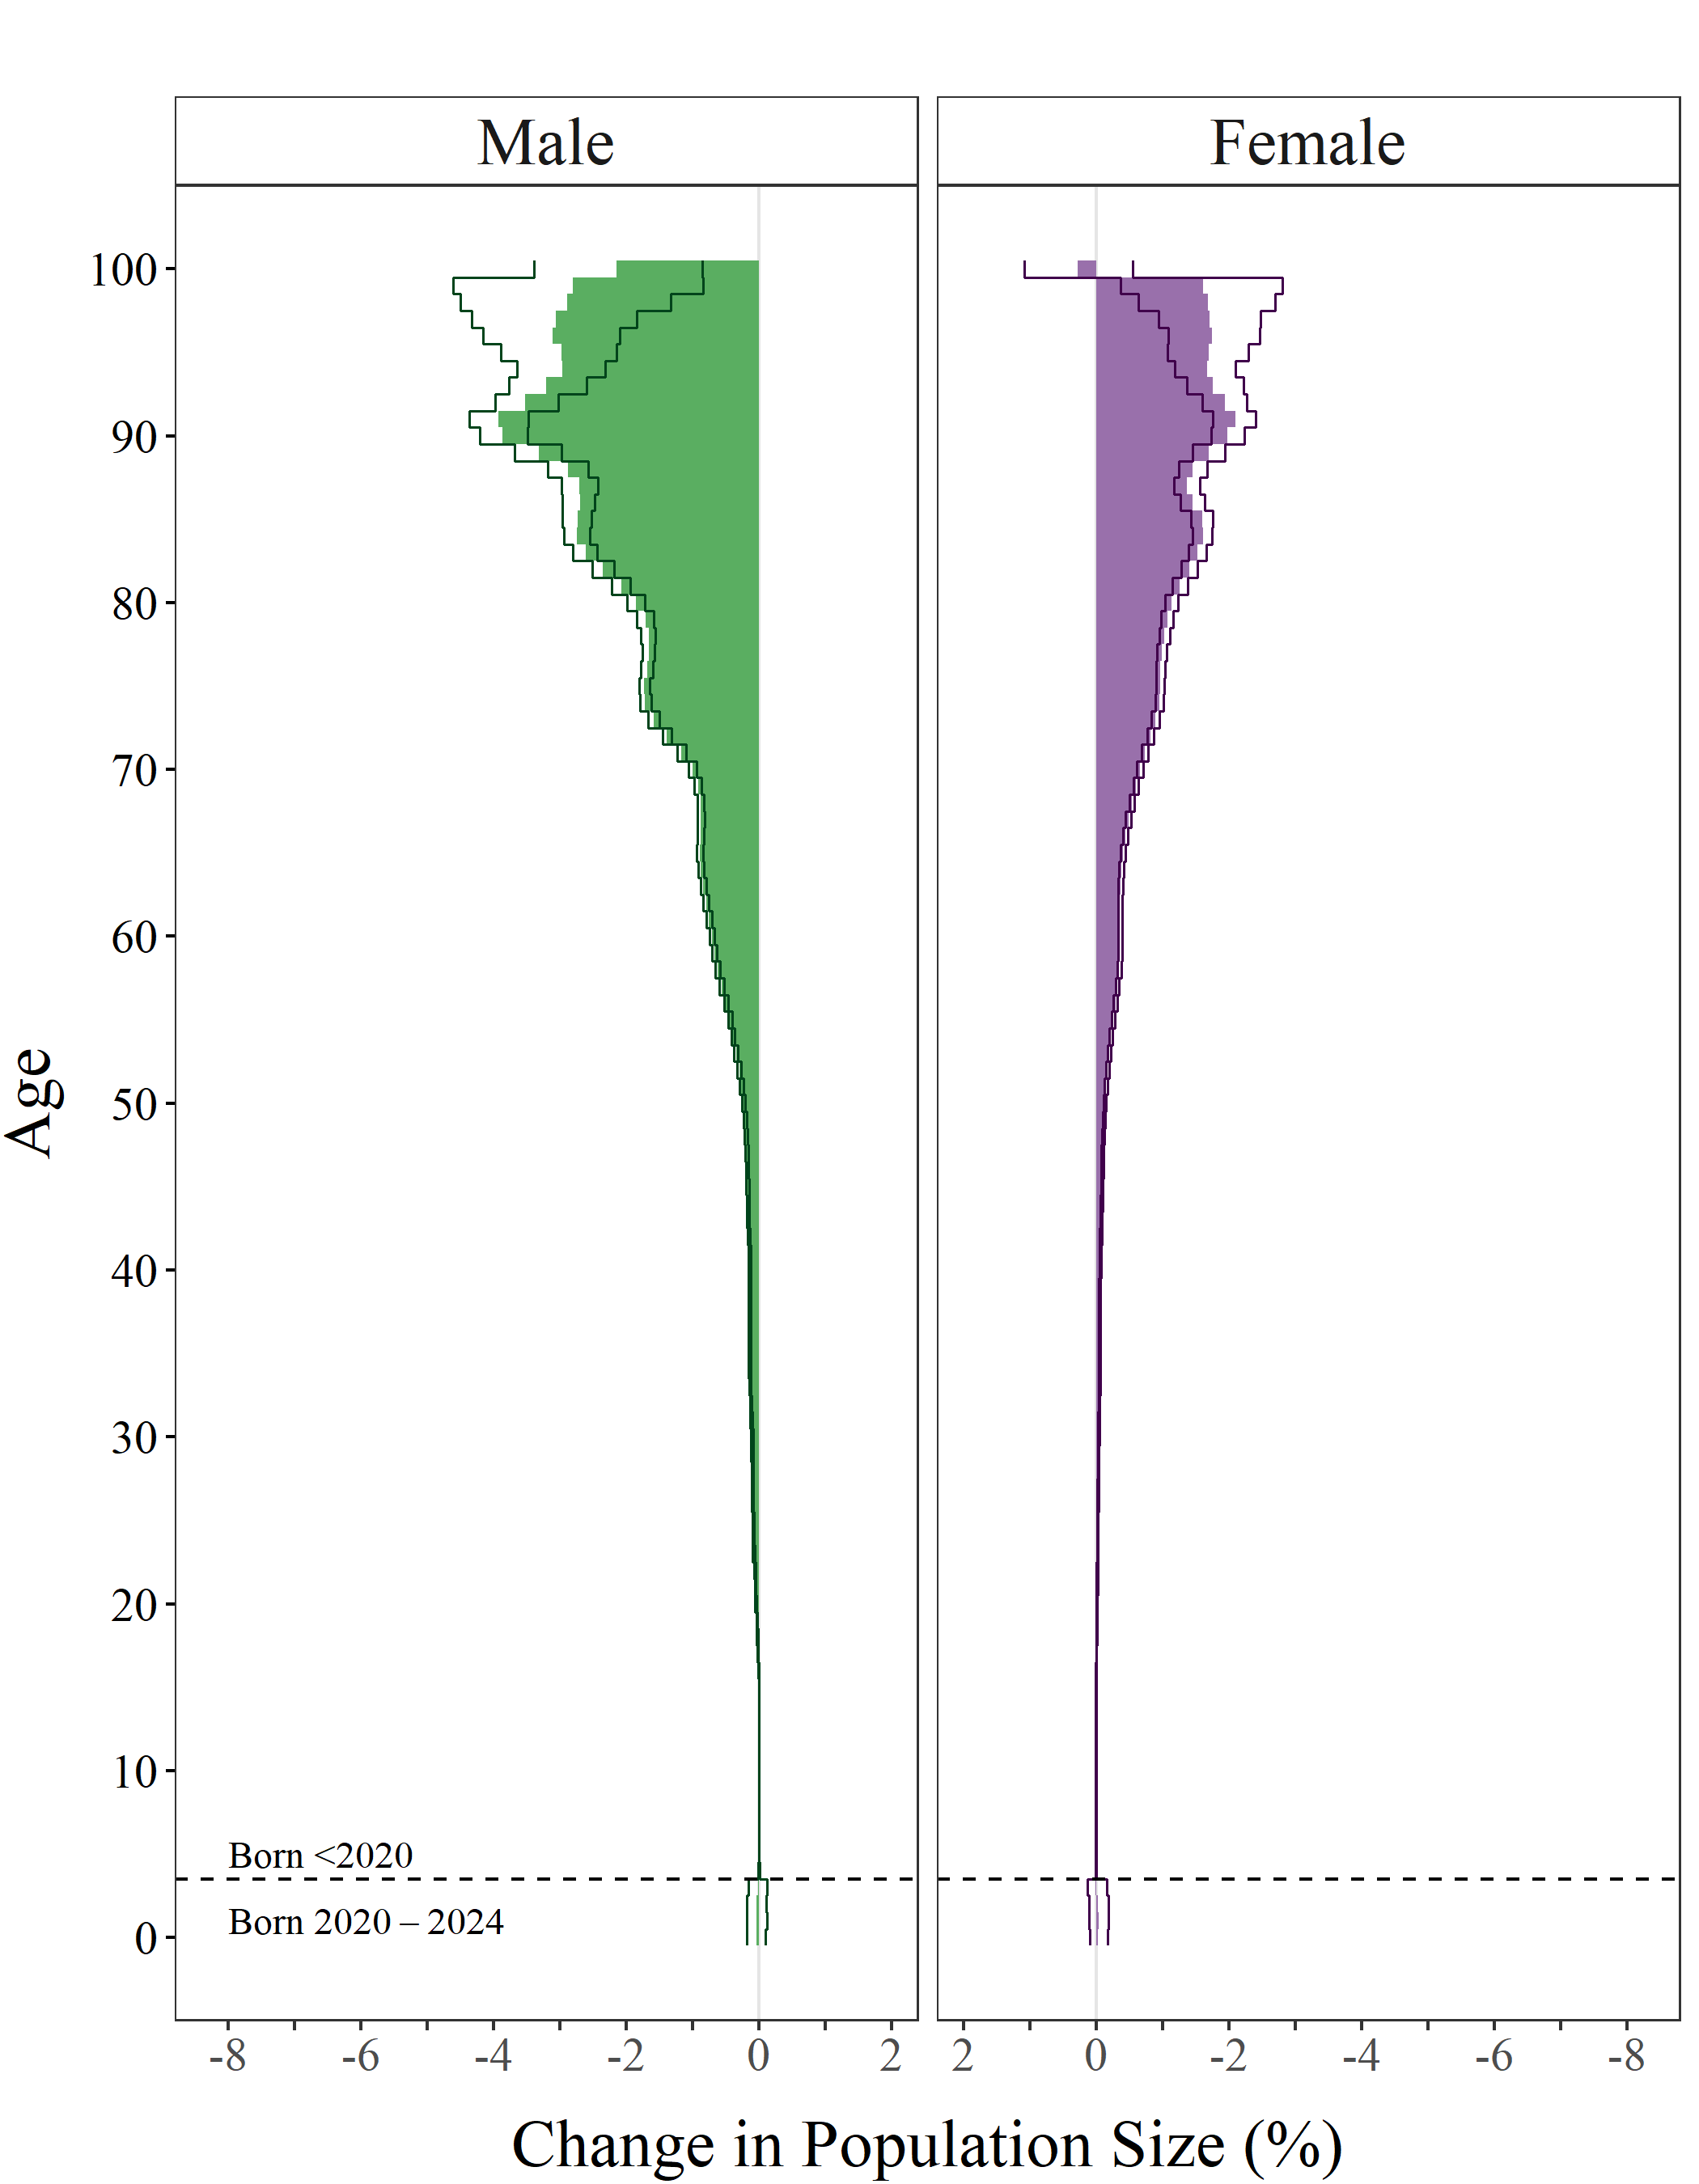 Male Female
100
90
80
70
60
50
40
30
20
10
0
Age
Born <2020
Born 2020 – 2024
-8 -6 -4 -2 0 2 2 0 -2 -4 -6 -8
Change in Population Size (%)